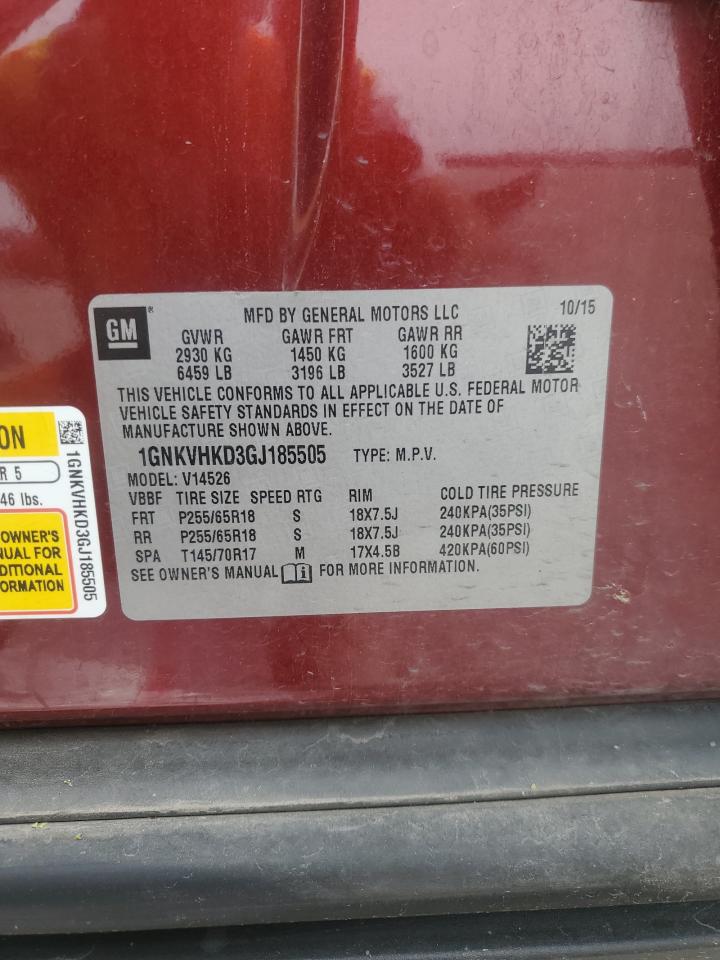 GM ®
MFD BY GENERAL MOTORS LLC 10/15
GVWR GAWR FRT GAWR RR
2930 KG 1450 KG 1600 KG
6459 LB 3196 LB 3527 LB
THIS VEHICLE CONFORMS TO ALL APPLICABLE U.S. FEDERAL MOTOR
VEHICLE SAFETY STANDARDS IN EFFECT ON THE DATE OF
MANUFACTURE SHOWN ABOVE.
1GNKVHKD3GJ185505 TYPE: M.P.V.
MODEL: V14526
VBBF TIRE SIZE SPEED RTG RIM COLD TIRE PRESSURE
FRT P255/65R18 S 18X7.5J 240KPA(35PSI)
RR P255/65R18 S 18X7.5J 240KPA(35PSI)
SPA T145/70R17 M 17X4.5B 420KPA(60PSI)
SEE OWNER'S MANUAL FOR MORE INFORMATION.
ON
R 5
46 lbs.
OWNER'S
NUAL FOR
DITIONAL
ORMATION
1GNKVHKD3GJ185505